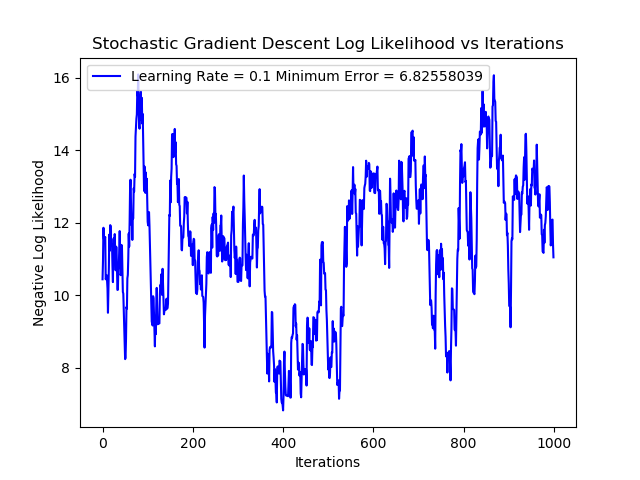 Stochastic Gradient Descent Log Likelihood vs Iterations
Learning Rate = 0.1 Minimum Error = 6.82558039
16
14
12
10
8
Negative Log Likelihood
0 200 400 600 800 1000
Iterations